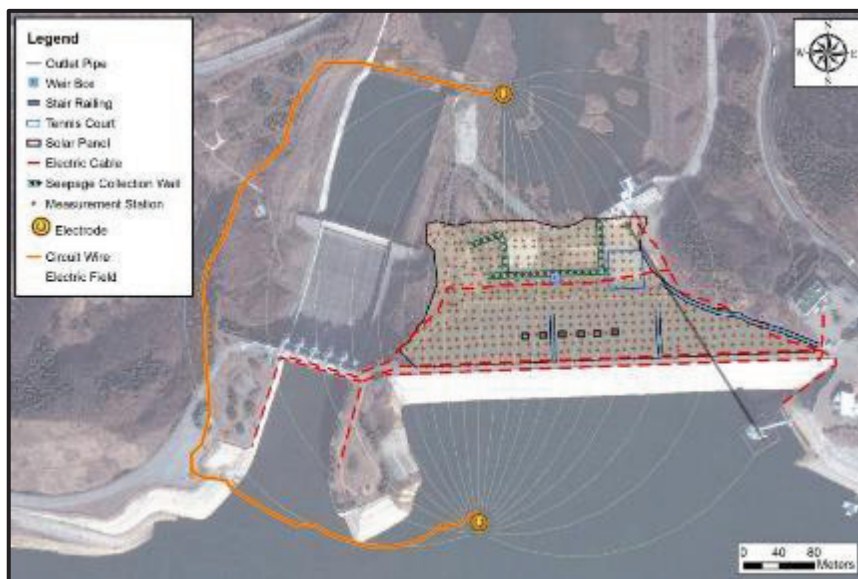 Legend
Outlet Pipe
Weir Box
Stair Railing
Tennis Court
Solar Panel
Electric Cable
Seepage Collection Wall
Measurement Station
Electrode
Circuit Wire
Electric Field
S
W E
S
0 40 80
Meters